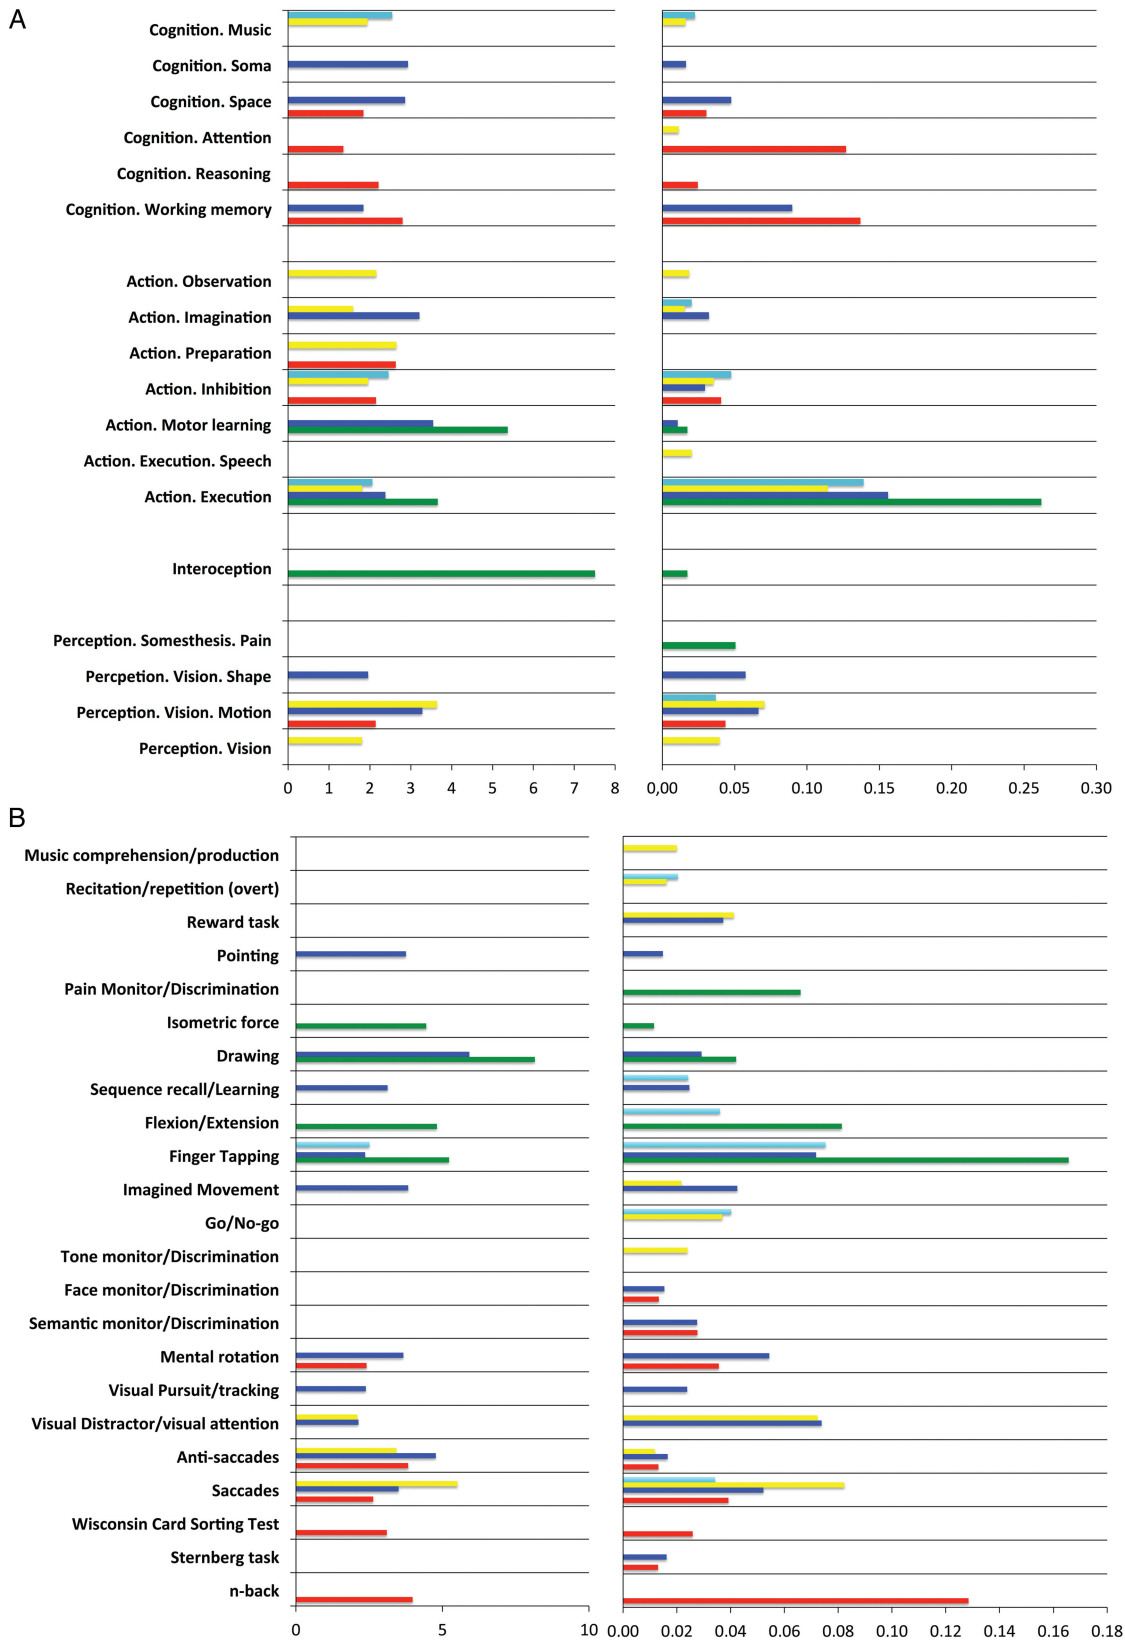 A
Cognition. Music
Cognition. Soma
Cognition. Space
Cognition. Attention
Cognition. Reasoning
Cognition. Working memory
Action. Observation
Action. Imagination
Action. Preparation
Action. Inhibition
Action. Motor learning
Action. Execution. Speech
Action. Execution
Interoception
Perception. Somesthesis. Pain
Percpetion. Vision. Shape
Perception. Vision. Motion
Perception. Vision
0 1 2 3 4 5 6 7 8 0,00 0.05 0.10 0.15 0.20 0.25 0.30
B
Music comprehension/production
Recitation/repetition (overt)
Reward task
Pointing
Pain Monitor/Discrimination
Isometric force
Drawing
Sequence recall/Learning
Flexion/Extension
Finger Tapping
Imagined Movement
Go/No-go
Tone monitor/Discrimination
Face monitor/Discrimination
Semantic monitor/Discrimination
Mental rotation
Visual Pursuit/tracking
Visual Distractor/visual attention
Anti-saccades
Saccades
Wisconsin Card Sorting Test
Sternberg task
n-back
0 5 10 0.00 0.02 0.04 0.06 0.08 0.10 0.12 0.14 0.16 0.18